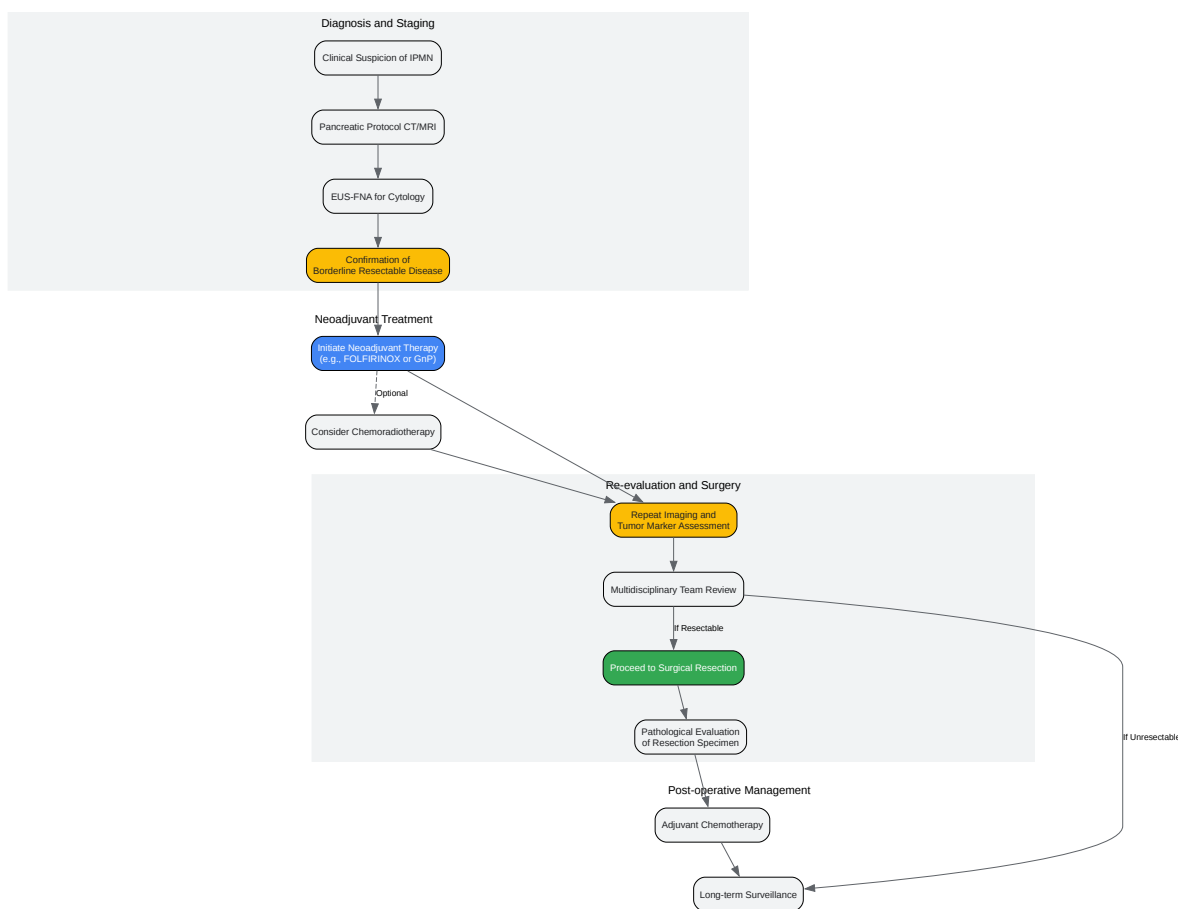 Diagnosis and Staging
Clinical Suspicion of IPMN
Pancreatic Protocol CT/MRI
EUS-FNA for Cytology
Confirmation of
Borderline Resectable Disease
Neoadjuvant Treatment
Initiate Neoadjuvant Therapy
(e.g., FOLFIRINOX or GnP)
Optional
Consider Chemoradiotherapy
Re-evaluation and Surgery
Repeat Imaging and
Tumor Marker Assessment
Multidisciplinary Team Review
If Resectable
Proceed to Surgical Resection
Pathological Evaluation
of Resection Specimen
If Unresectable
Post-operative Management
Adjuvant Chemotherapy
Long-term Surveillance